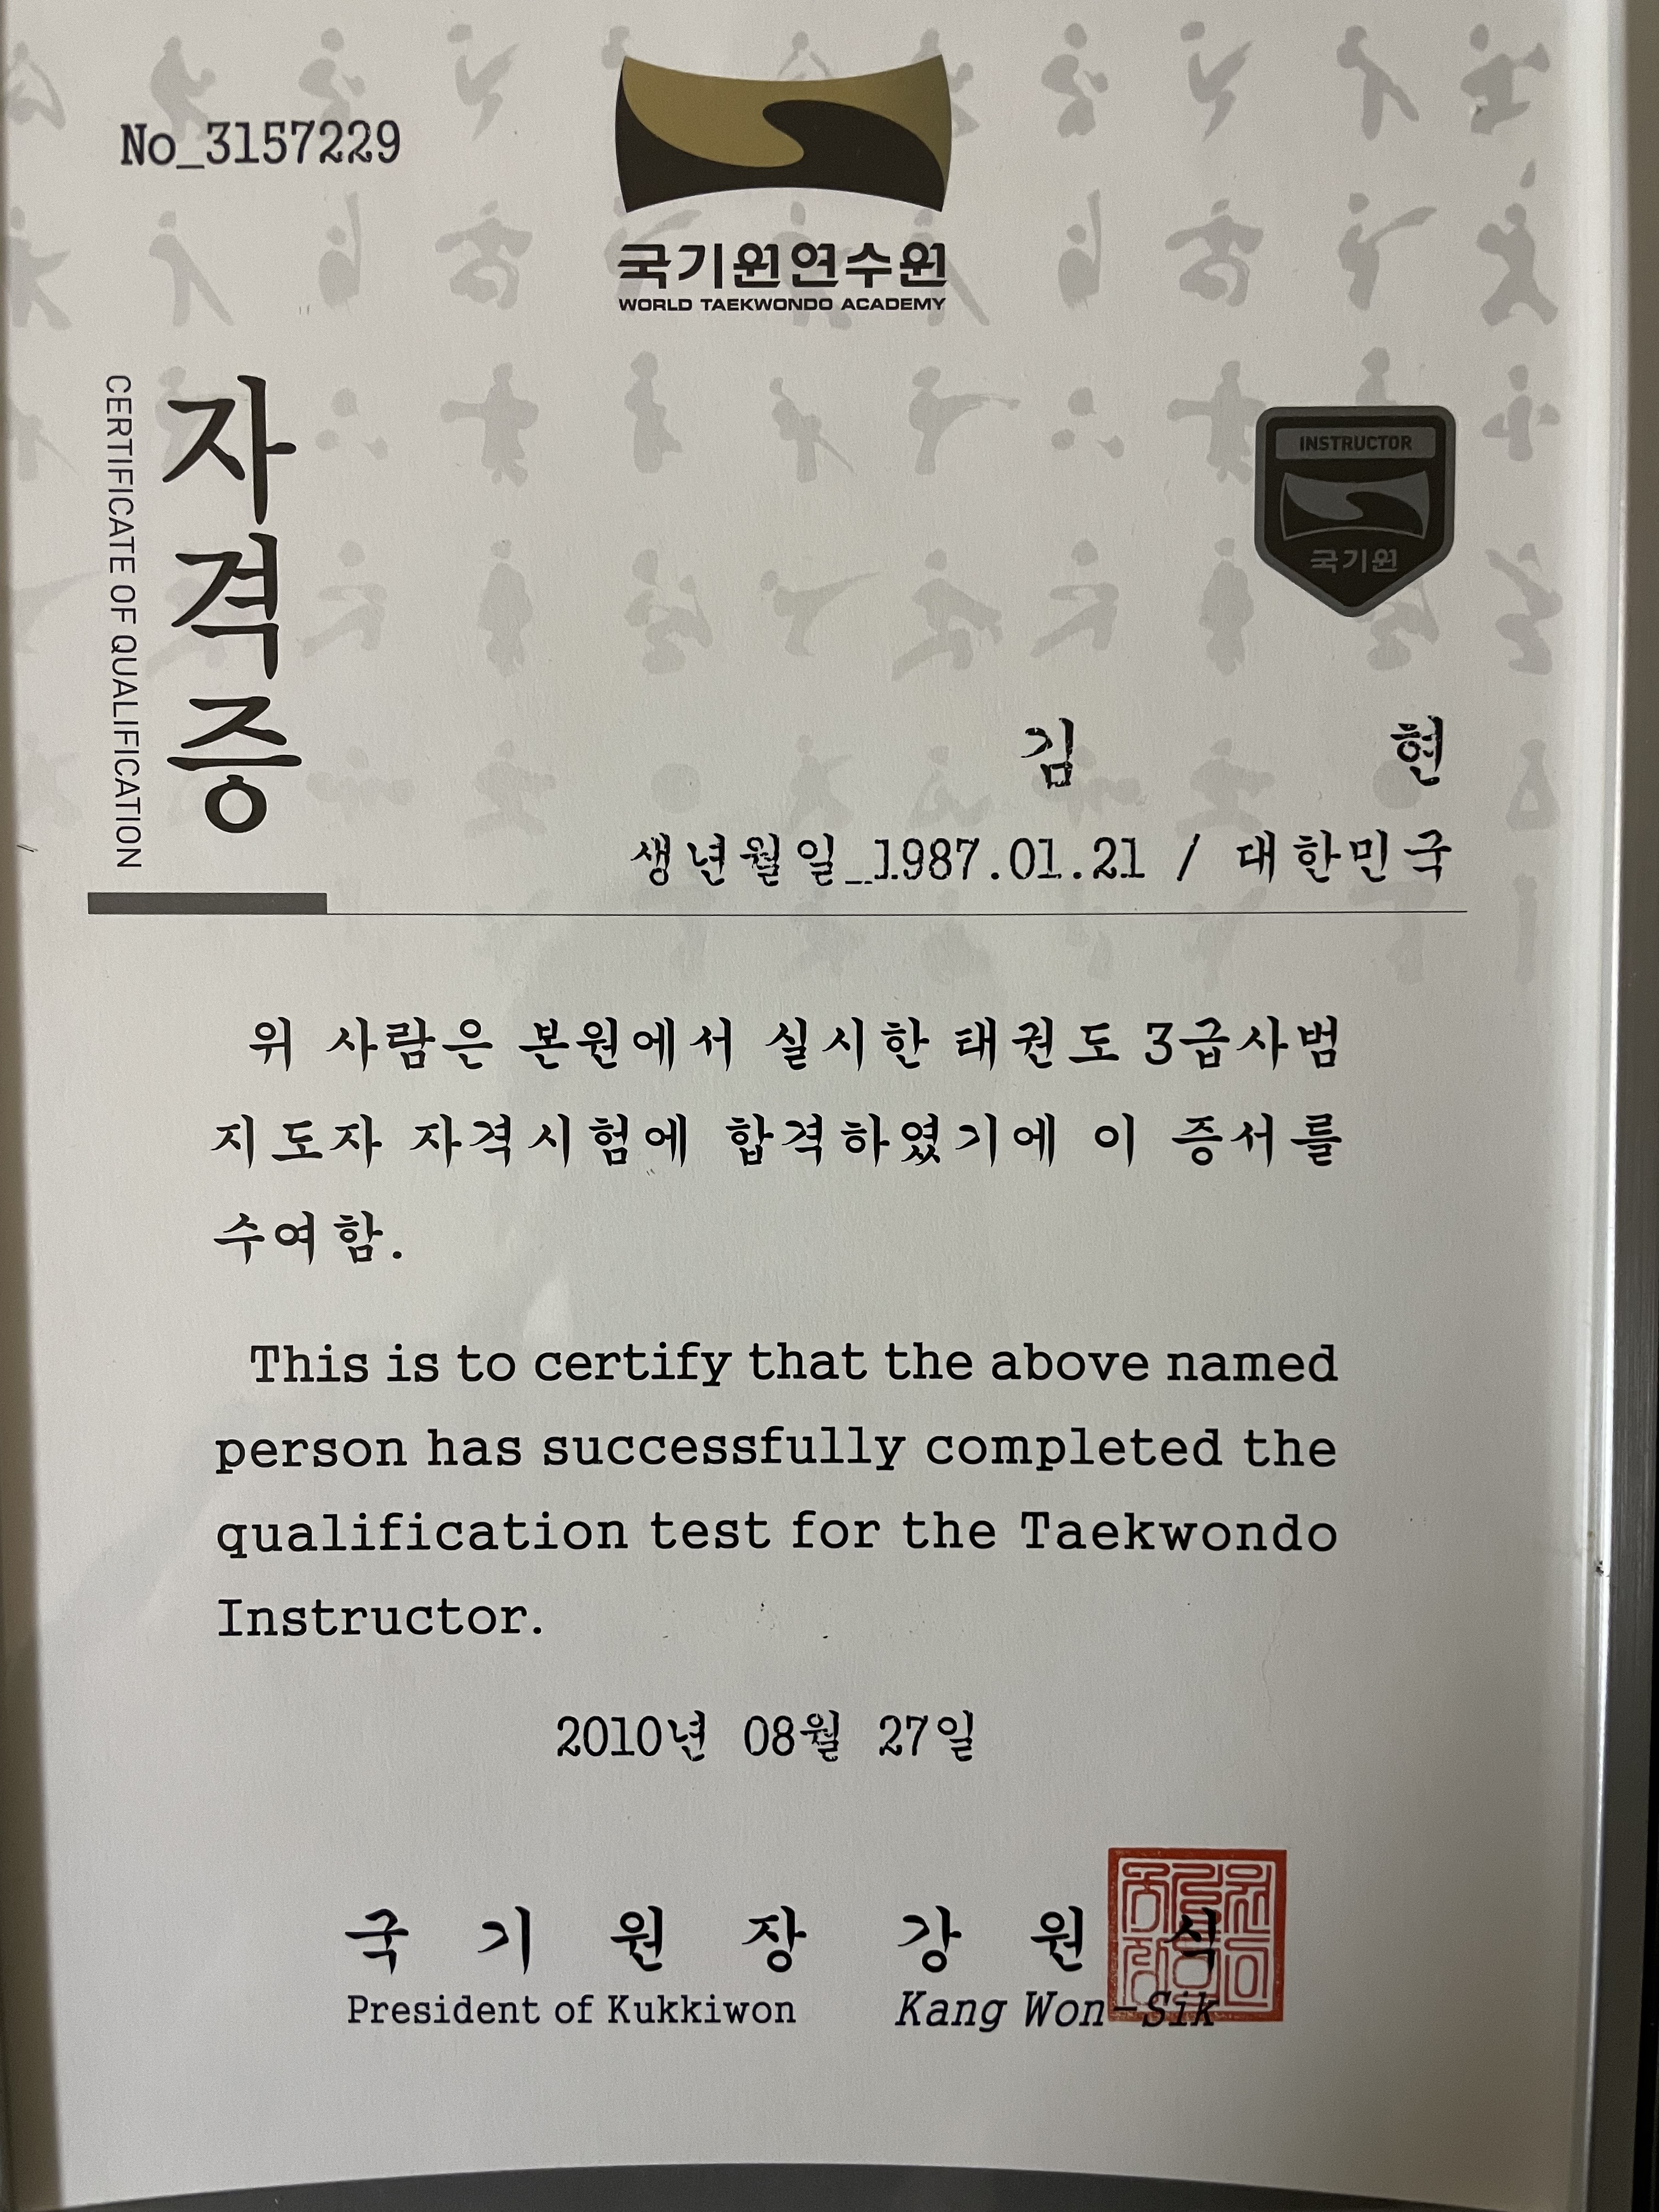 No_3157229
국기원연수원
WORLD TAEKWONDO ACADEMY
자격증
CERTIFICATE OF QUALIFICATION
INSTRUCTOR
국기원
김 현
생년월일_1987.01.21 / 대한민국
위 사람은 본원에서 실시한 태권도 3급사범
지도자 자격시험에 합격하였기에 이 증서를
수여함.
This is to certify that the above named
person has successfully completed the
qualification test for the Taekwondo
Instructor.
2010년 08월 27일
국 기 원 장 강 원 식
President of Kukkiwon Kang Won-Sik